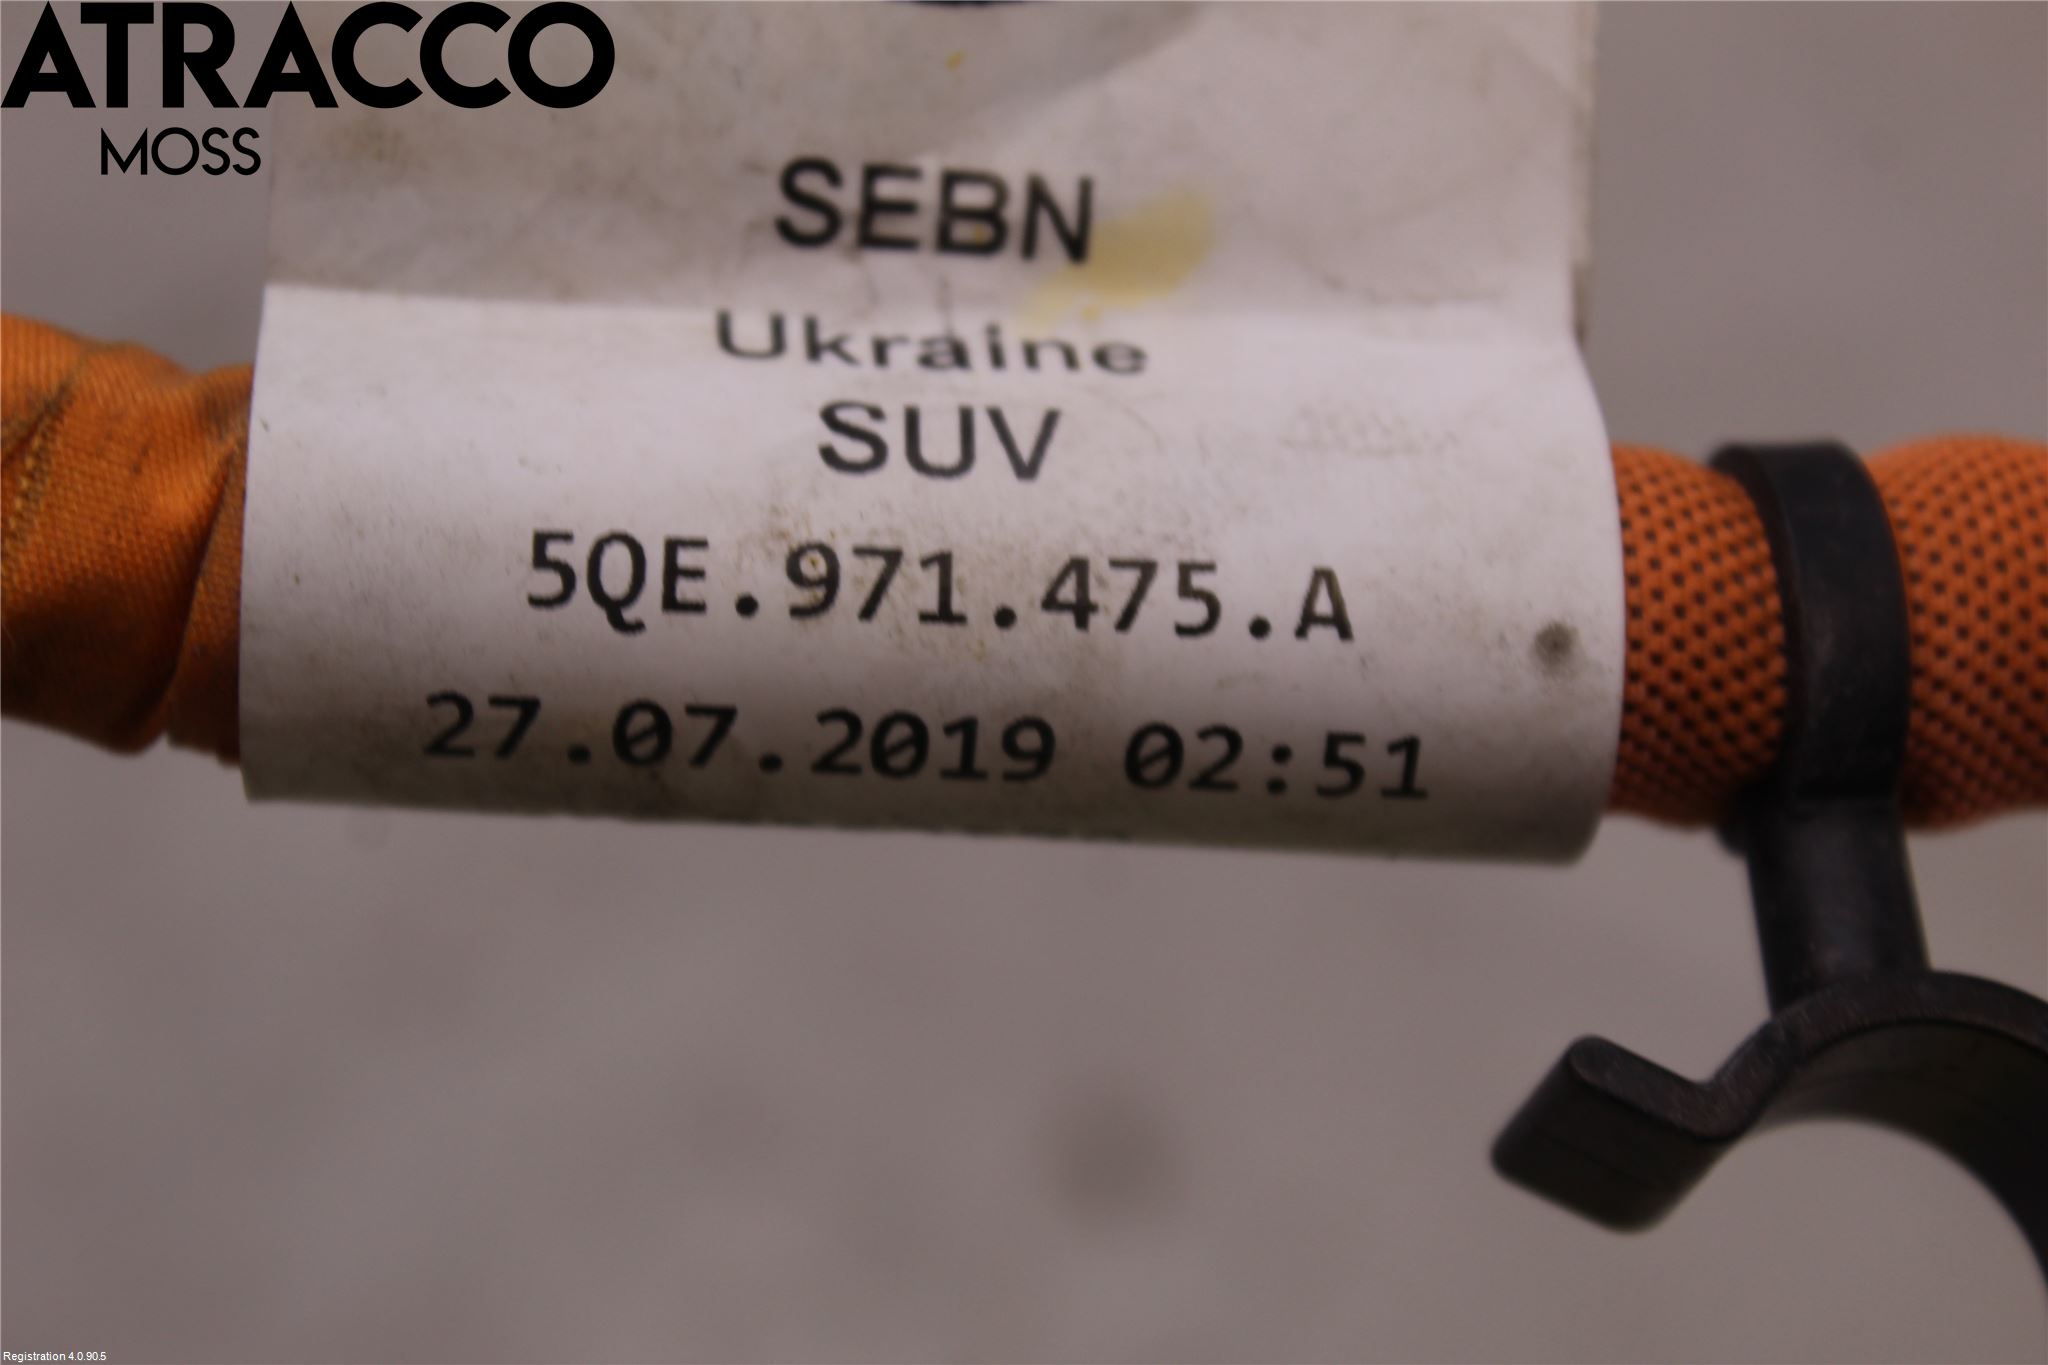 ATRACCO
MOSS
SEBN
Ukraine
SUV
5QE.971.475.A
27.07.2019 02:51
Registration 4.0.90.5